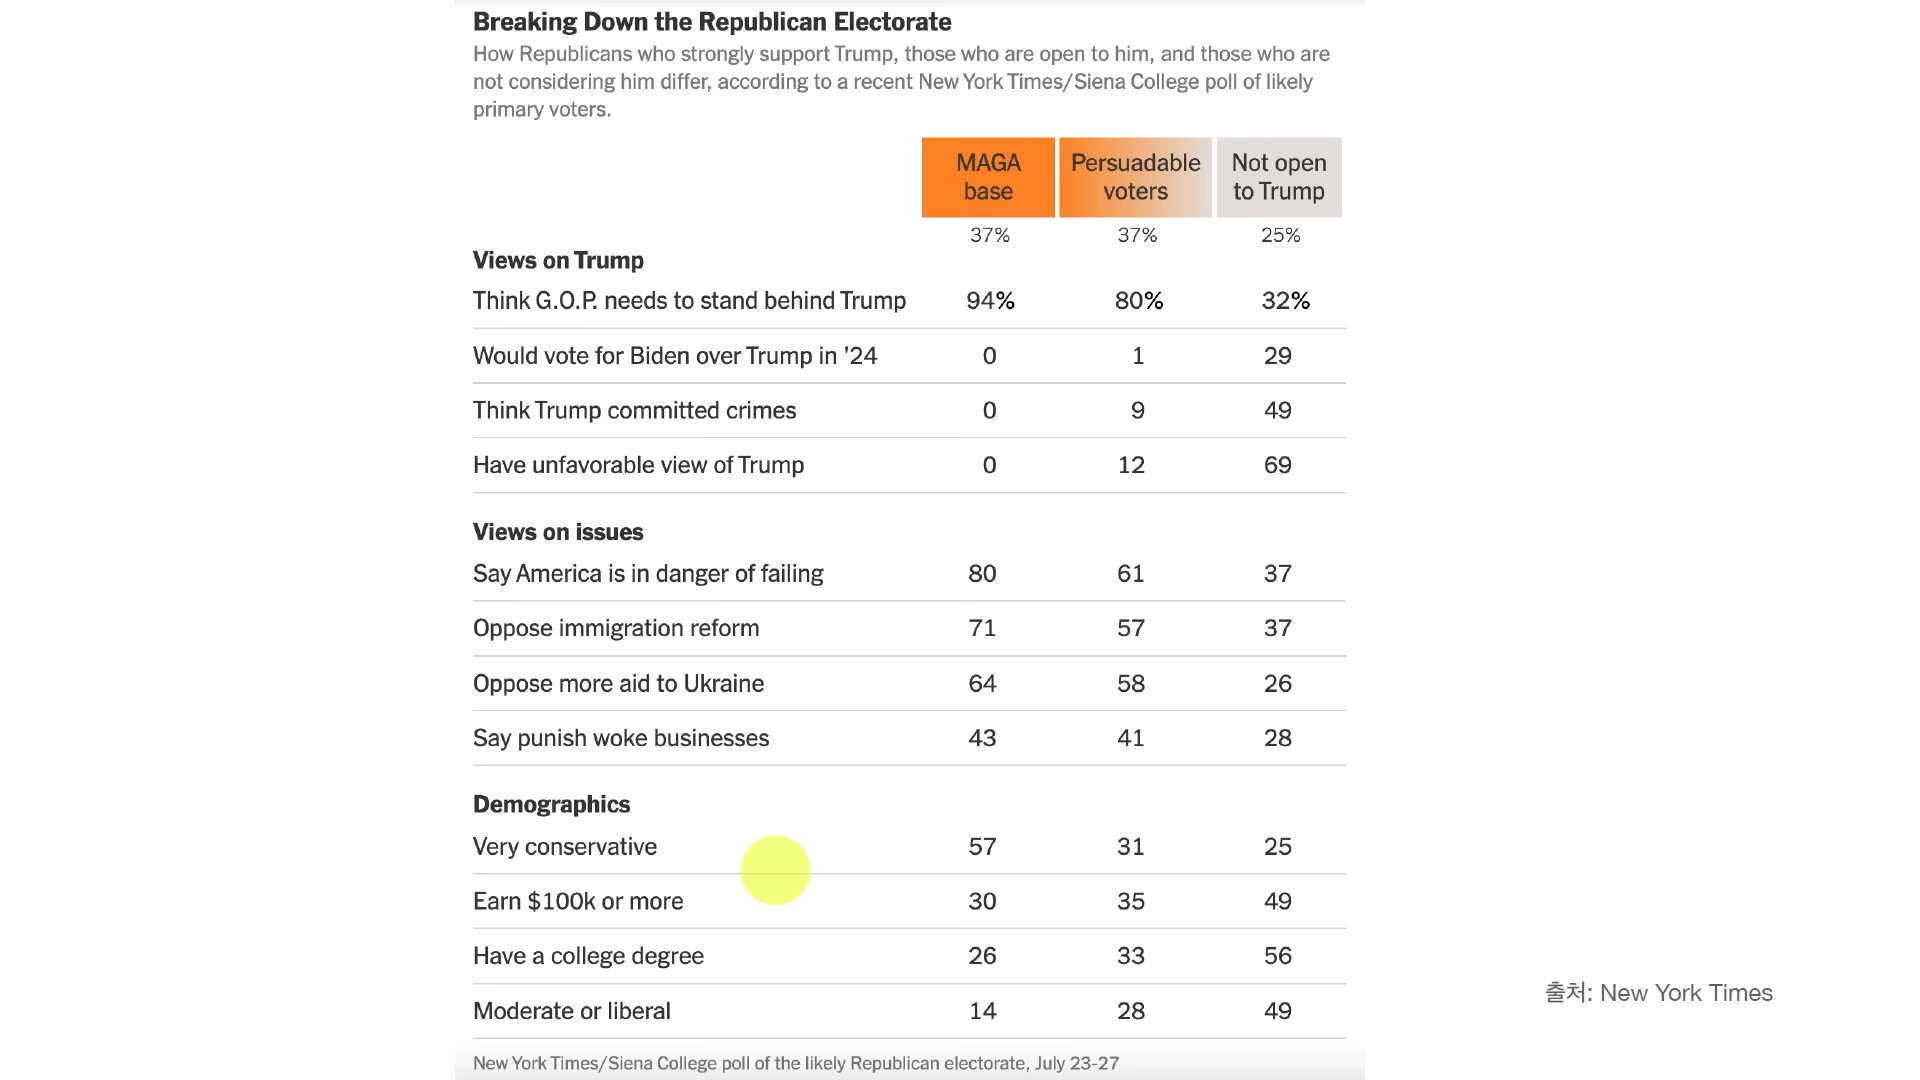 Breaking Down the Republican Electorate
How Republicans who strongly support Trump, those who are open to him, and those who are
not considering him differ, according to a recent New York Times/Siena College poll of likely
primary voters.
MAGA base Persuadable voters Not open to Trump
37% 37% 25%
Views on Trump
Think G.O.P. needs to stand behind Trump 94% 80% 32%
Would vote for Biden over Trump in '24 0 1 29
Think Trump committed crimes 0 9 49
Have unfavorable view of Trump 0 12 69
Views on issues
Say America is in danger of failing 80 61 37
Oppose immigration reform 71 57 37
Oppose more aid to Ukraine 64 58 26
Say punish woke businesses 43 41 28
Demographics
Very conservative 57 31 25
Earn $100k or more 30 35 49
Have a college degree 26 33 56
Moderate or liberal 14 28 49
New York Times/Siena College poll of the likely Republican electorate, July 23-27
출처: New York Times